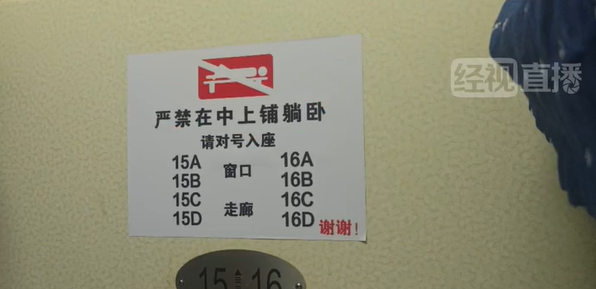 经视直播
严禁在中上铺躺卧
请对号入座
15A 窗口 16A
15B 16B
15C 走廊 16C
15D 16D
谢谢！
15 16